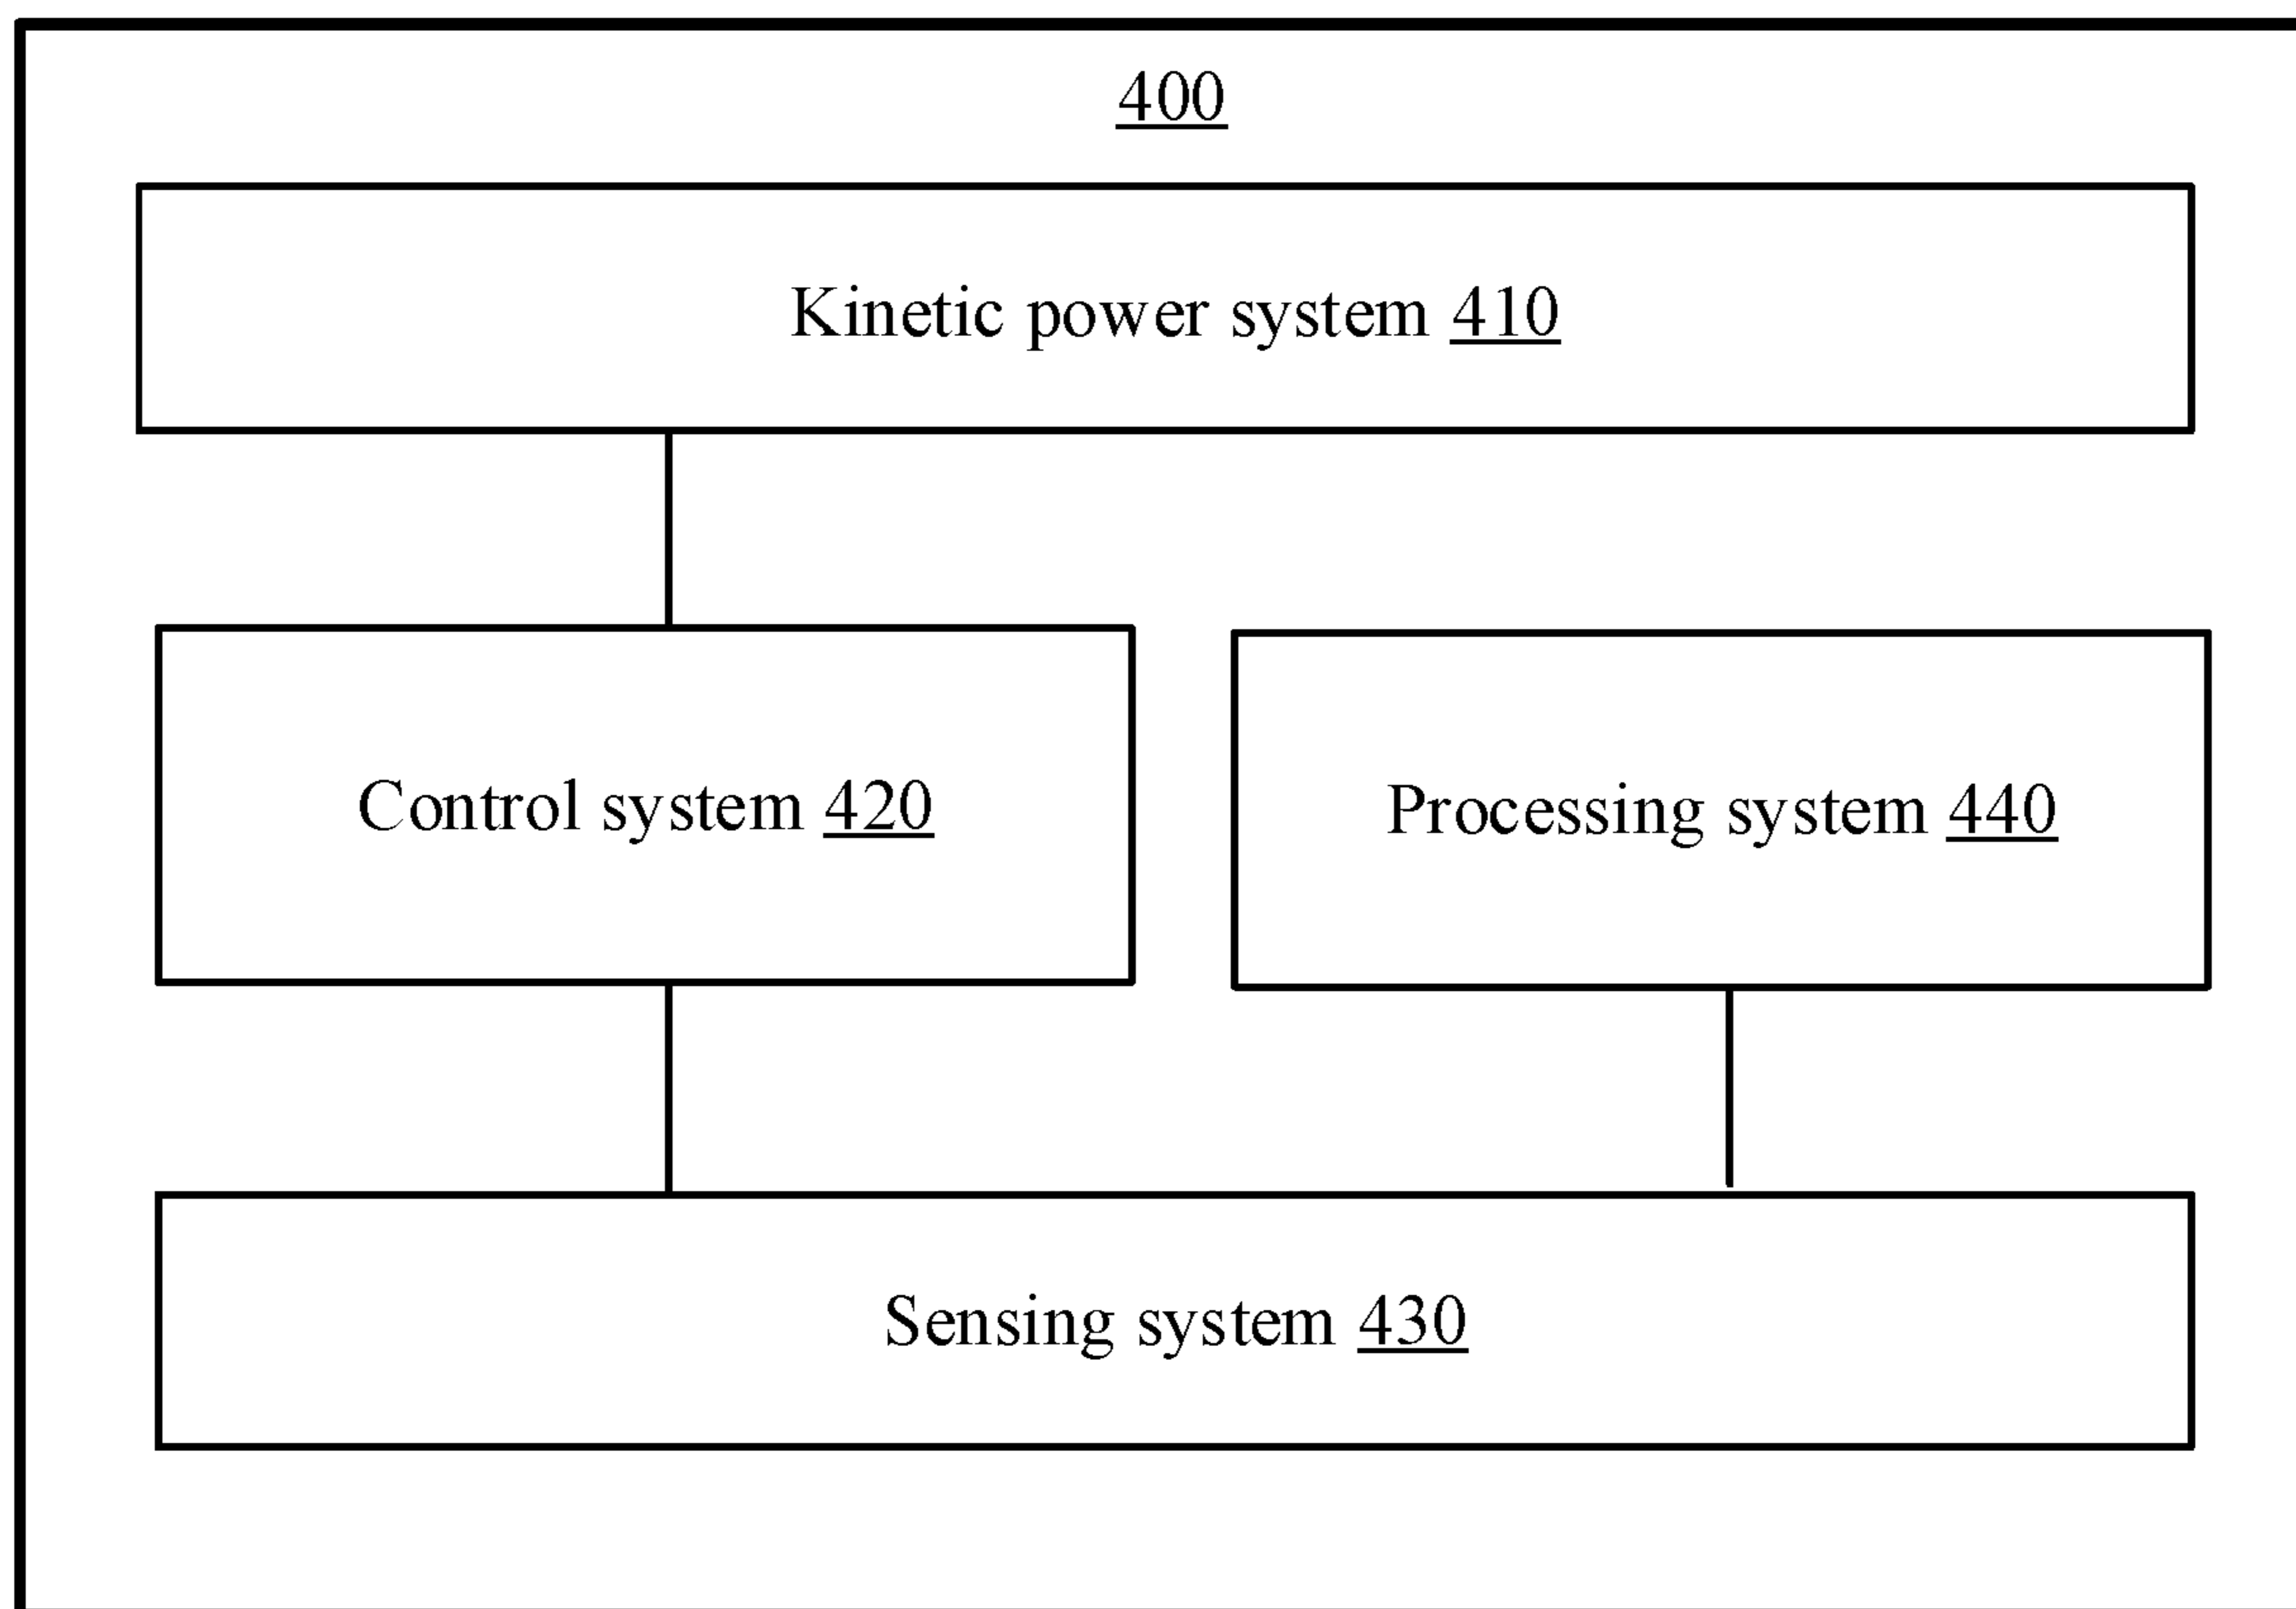 400
Kinetic power system 410
Control system 420
Processing system 440
Sensing system 430